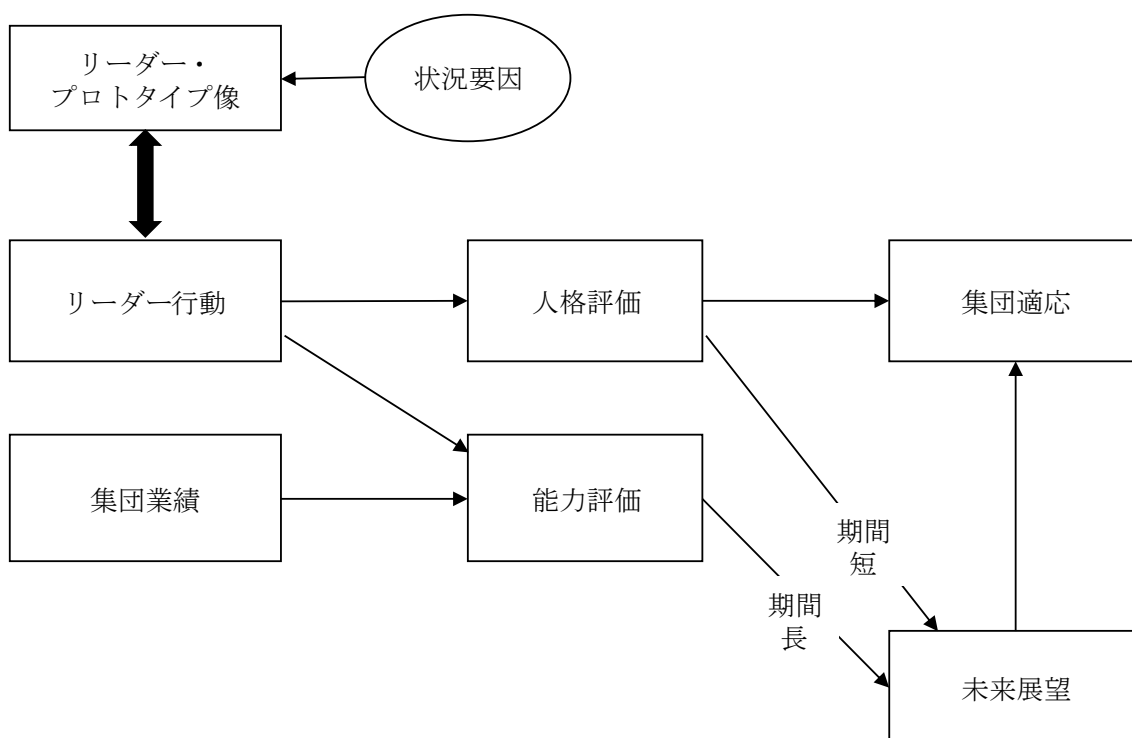 リーダー・
プロトタイプ像
状況要因
リーダー行動
人格評価
集団適応
集団業績
能力評価
期間
短
期間
長
未来展望